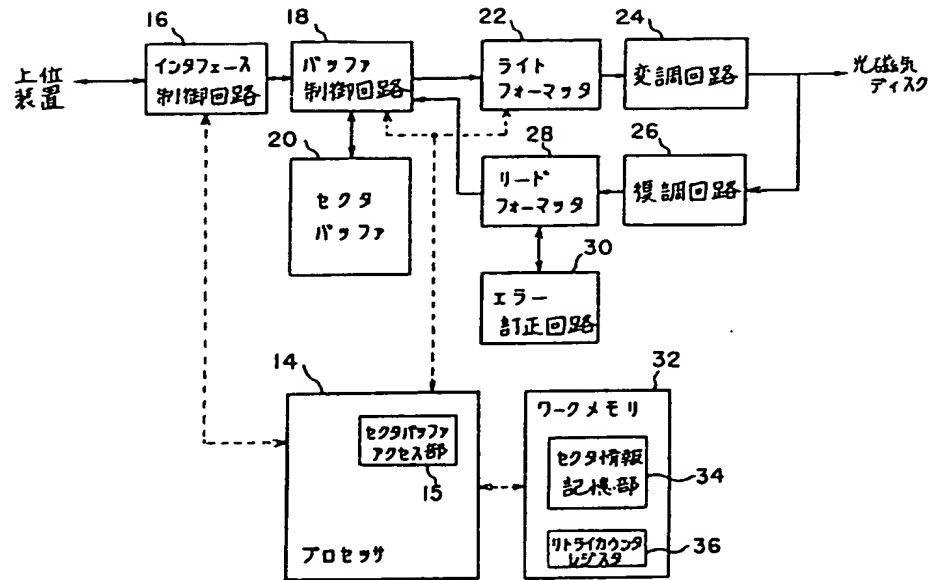 16
18
22
24
上位
装置
インタフェース
制御回路
バッファ
制御回路
ライト
フォーマッタ
変調回路
光磁気
ディスク
20
28
26
セクタ
バッファ
リード
フォーマッタ
復調回路
30
エラー
訂正回路
14
32
セクタバッファ
アクセス部
15
プロセッサ
ワークメモリ
セクタ情報
記憶部
34
リトライカウンタ
レジスタ
36